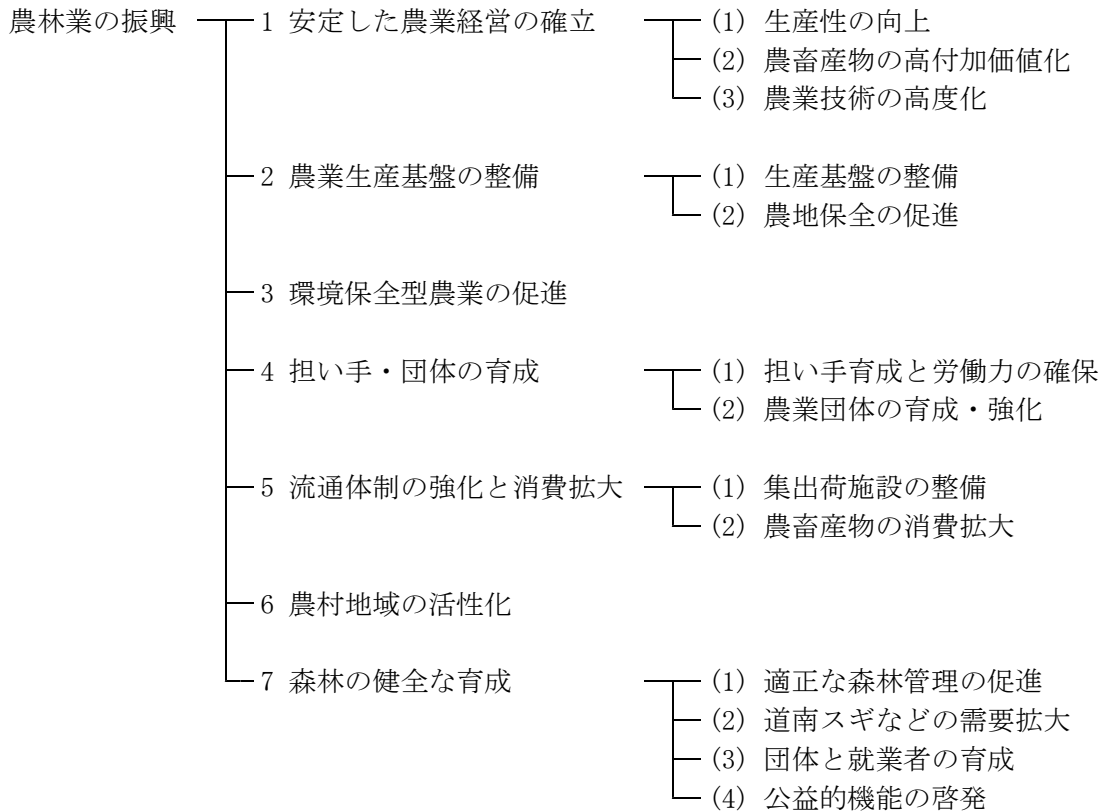 農林業の振興 1 安定した農業経営の確立 (1) 生産性の向上
(2) 農畜産物の高付加価値化
(3) 農業技術の高度化
2 農業生産基盤の整備 (1) 生産基盤の整備
(2) 農地保全の促進
3 環境保全型農業の促進
4 担い手・団体の育成 (1) 担い手育成と労働力の確保
(2) 農業団体の育成・強化
5 流通体制の強化と消費拡大 (1) 集出荷施設の整備
(2) 農畜産物の消費拡大
6 農村地域の活性化
7 森林の健全な育成 (1) 適正な森林管理の促進
(2) 道南スギなどの需要拡大
(3) 団体と就業者の育成
(4) 公益的機能の啓発